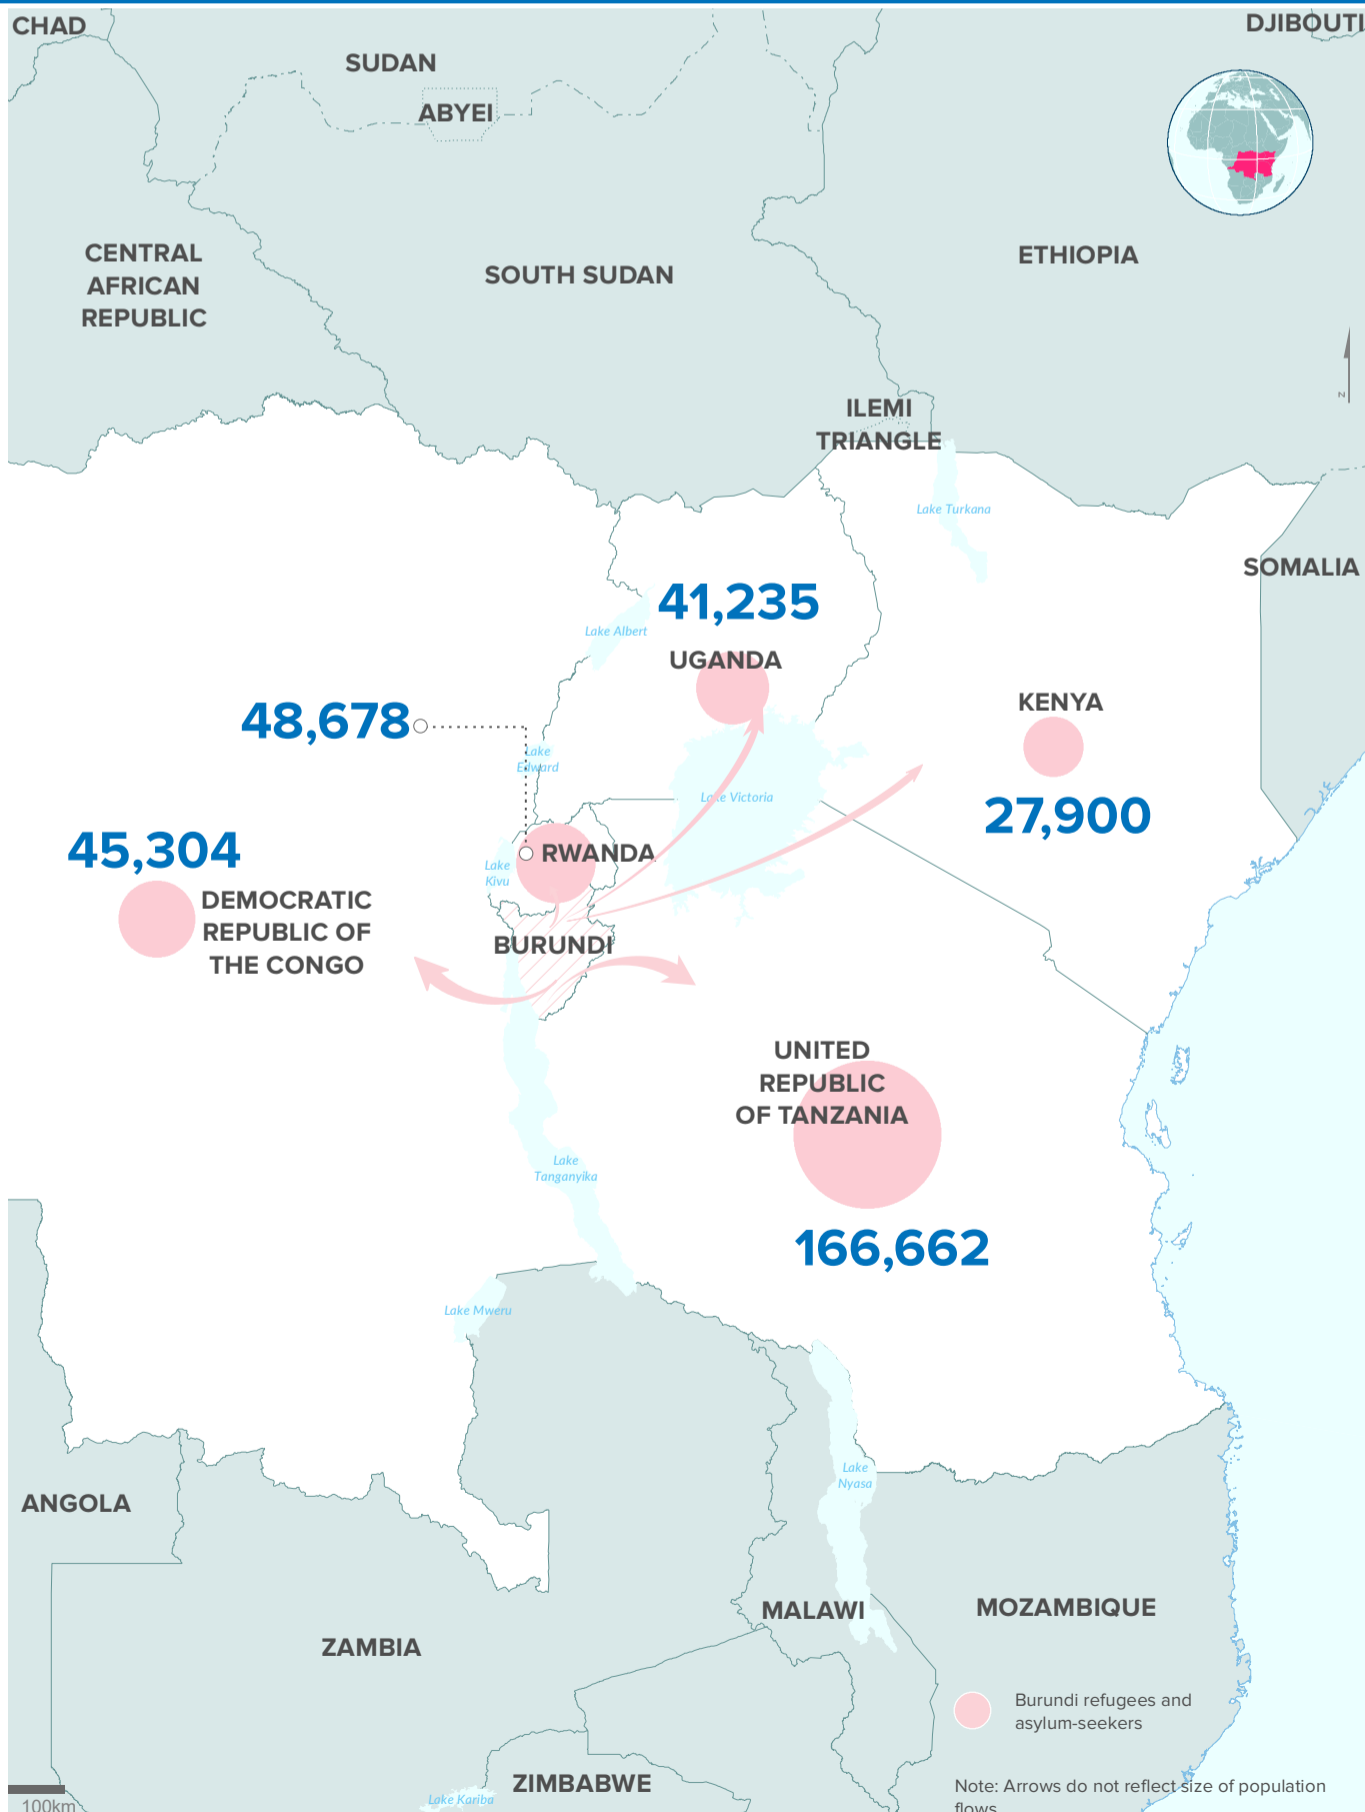 CHAD
DJIBOUTI
SUDAN
ABYEI
CENTRAL
AFRICAN
REPUBLIC
SOUTH SUDAN
ETHIOPIA
N
ILEMI
TRIANGLE
Lake Turkana
SOMALIA
41,235
Lake Albert
UGANDA
KENYA
48,678
Lake
Edward
Lake Victoria
27,900
45,304
RWANDA
Lake
Kivu
DEMOCRATIC
REPUBLIC OF
THE CONGO
BURUNDI
UNITED
REPUBLIC
OF TANZANIA
Lake
Tanganyika
166,662
Lake Mweru
Lake
Nyasa
ANGOLA
MALAWI
MOZAMBIQUE
ZAMBIA
Burundi refugees and
asylum-seekers
ZIMBABWE
Note: Arrows do not reflect size of population
flows
Lake Kariba
100km